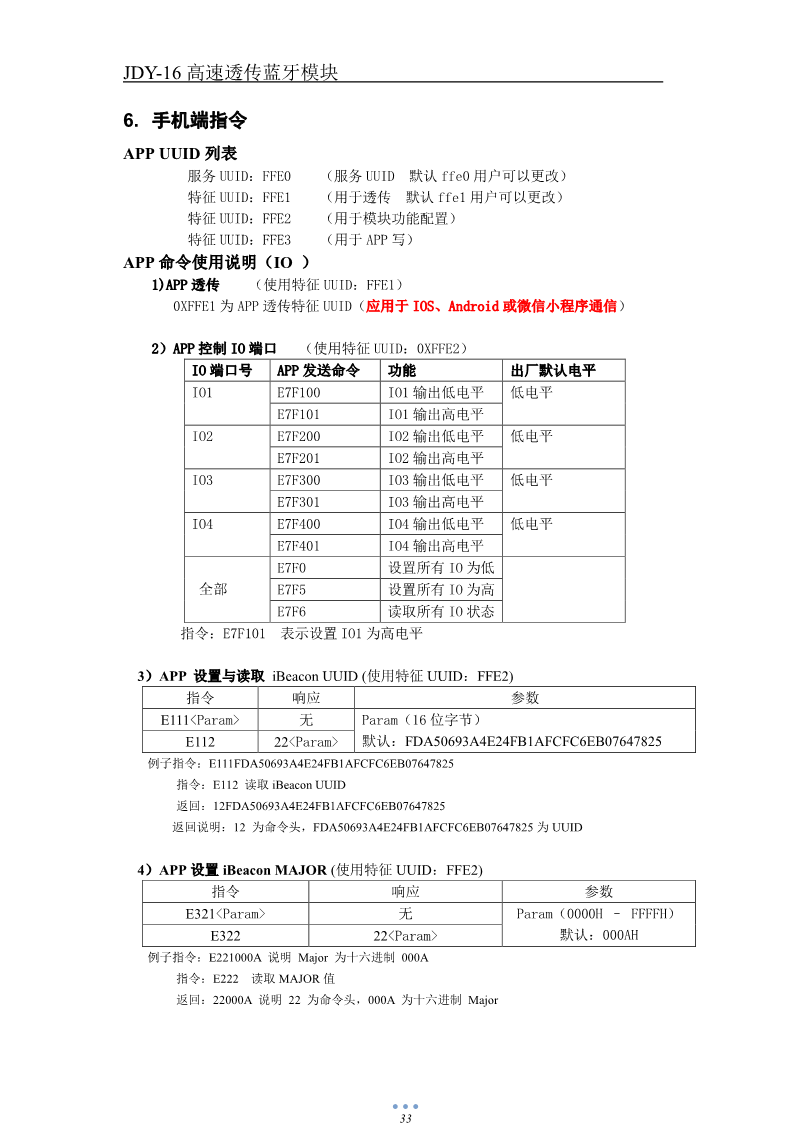 JDY-16 高速透传蓝牙模块
6. 手机端指令
APP UUID 列表
服务 UUID：FFE0 （服务 UUID 默认 ffe0 用户可以更改）
特征 UUID：FFE1 （用于透传 默认 ffe1 用户可以更改）
特征 UUID：FFE2 （用于模块功能配置）
特征 UUID：FFE3 （用于 APP 写）
APP 命令使用说明（IO ）
1)APP 透传 （使用特征 UUID：FFE1）
0XFFE1 为 APP 透传特征 UUID（应用于 IOS、Android 或微信小程序通信）
2）APP 控制 IO 端口 （使用特征 UUID：0XFFE2）
IO 端口号 APP 发送命令 功能 出厂默认电平
IO1 E7F100 IO1 输出低电平 低电平
E7F101 IO1 输出高电平
IO2 E7F200 IO2 输出低电平 低电平
E7F201 IO2 输出高电平
IO3 E7F300 IO3 输出低电平 低电平
E7F301 IO3 输出高电平
IO4 E7F400 IO4 输出低电平 低电平
E7F401 IO4 输出高电平
E7F0 设置所有 IO 为低
全部 E7F5 设置所有 IO 为高
E7F6 读取所有 IO 状态
指令：E7F101 表示设置 IO1 为高电平
3）APP 设置与读取 iBeacon UUID (使用特征 UUID：FFE2)
指令 响应 参数
E111<Param> 无 Param（16 位字节）
E112 22<Param> 默认：FDA50693A4E24FB1AFCFC6EB07647825
例子指令：E111FDA50693A4E24FB1AFCFC6EB07647825
指令：E112 读取 iBeacon UUID
返回：12FDA50693A4E24FB1AFCFC6EB07647825
返回说明：12 为命令头，FDA50693A4E24FB1AFCFC6EB07647825 为 UUID
4）APP 设置 iBeacon MAJOR (使用特征 UUID：FFE2)
指令 响应 参数
E321<Param> 无 Param（0000H – FFFFH）
E322 22<Param> 默认：000AH
例子指令：E221000A 说明 Major 为十六进制 000A
指令：E222 读取 MAJOR 值
返回：22000A 说明 22 为命令头，000A 为十六进制 Major
33